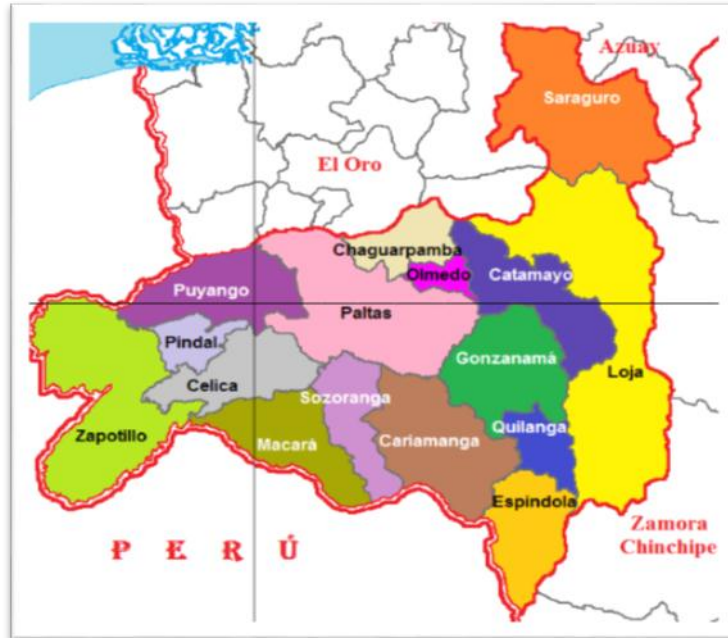 Azuay
Saraguro
El Oro
Chaguarpamba
Olmedo
Catamayo
Puyango
Paltas
Pindal
Gonzanamá
Loja
Celica
Sozoranga
Zapotillo
Macará
Cariamanga
Quilanga
Espíndola
Zamora
Chinchipe
P E R Ú